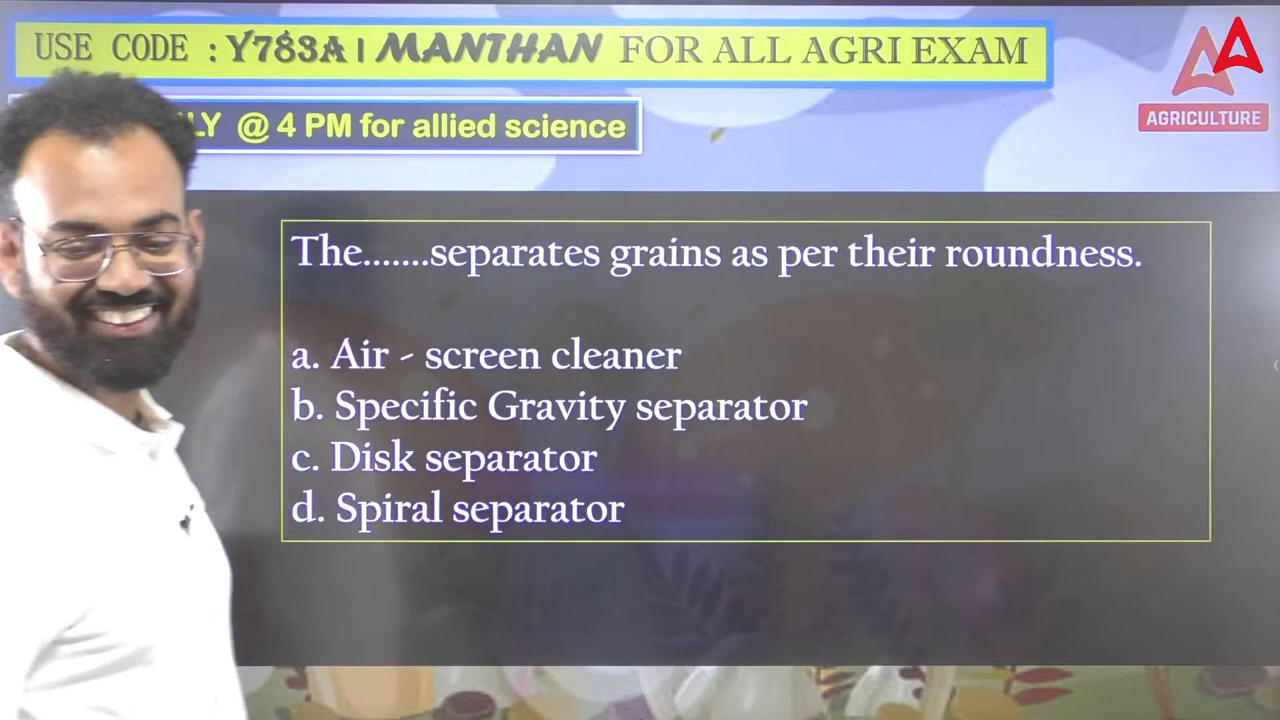 USE CODE : Y783A | MANTHAN FOR ALL AGRI EXAM
@ 4 PM for allied science
AGRICULTURE
The.......separates grains as per their roundness.
a. Air - screen cleaner
b. Specific Gravity separator
c. Disk separator
d. Spiral separator